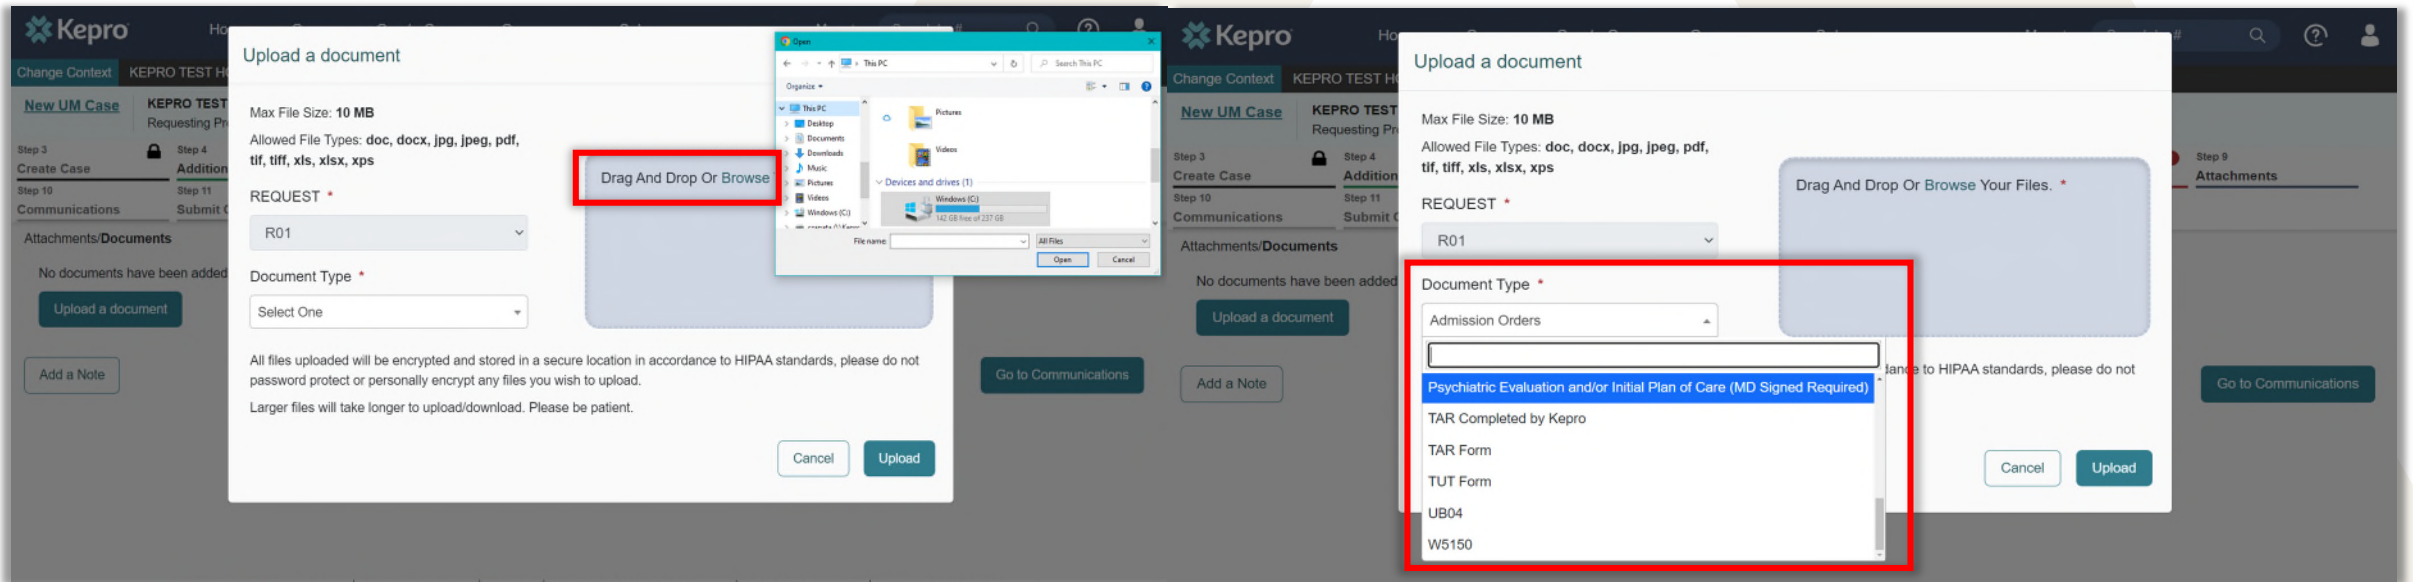 Kepro
Change Context KEPRO TEST
New UM Case KEPRO TEST
Requesting
Step 3 Step 4
Create Case Addition
Step 10 Step 11
Communications Submit
Attachments/Documents
No documents have been added
Upload a document
Add a Note
Go to Communications
Upload a document
Max File Size: 10 MB
Allowed File Types: doc, docx, jpg, jpeg, pdf,
tif, tiff, xls, xlsx, xps
REQUEST *
R01
Document Type *
Select One
Drag And Drop Or Browse
All files uploaded will be encrypted and stored in a secure location in accordance to HIPAA standards, please do not
password protect or personally encrypt any files you wish to upload.
Larger files will take longer to upload/download. Please be patient.
Cancel Upload
Open
This PC Search This PC
Organize
This PC
Desktop
Documents
Downloads
Music
Pictures
Videos
Windows (C:)
Pictures
Videos
Devices and drives (1)
Windows (C:)
142 GB free of 237 GB
File name: All Files
Open Cancel
Kepro
Change Context KEPRO TEST
New UM Case KEPRO TEST
Requesting
Step 3 Step 4
Create Case Addition
Step 10 Step 11
Communications Submit
Step 9
Attachments
Attachments/Documents
No documents have been added
Upload a document
Add a Note
Go to Communications
Upload a document
Max File Size: 10 MB
Allowed File Types: doc, docx, jpg, jpeg, pdf,
tif, tiff, xls, xlsx, xps
REQUEST *
R01
Drag And Drop Or Browse Your Files. *
Document Type *
Admission Orders
Psychiatric Evaluation and/or Initial Plan of Care (MD Signed Required)
TAR Completed by Kepro
TAR Form
TUT Form
UB04
W5150
to HIPAA standards, please do not
Cancel Upload